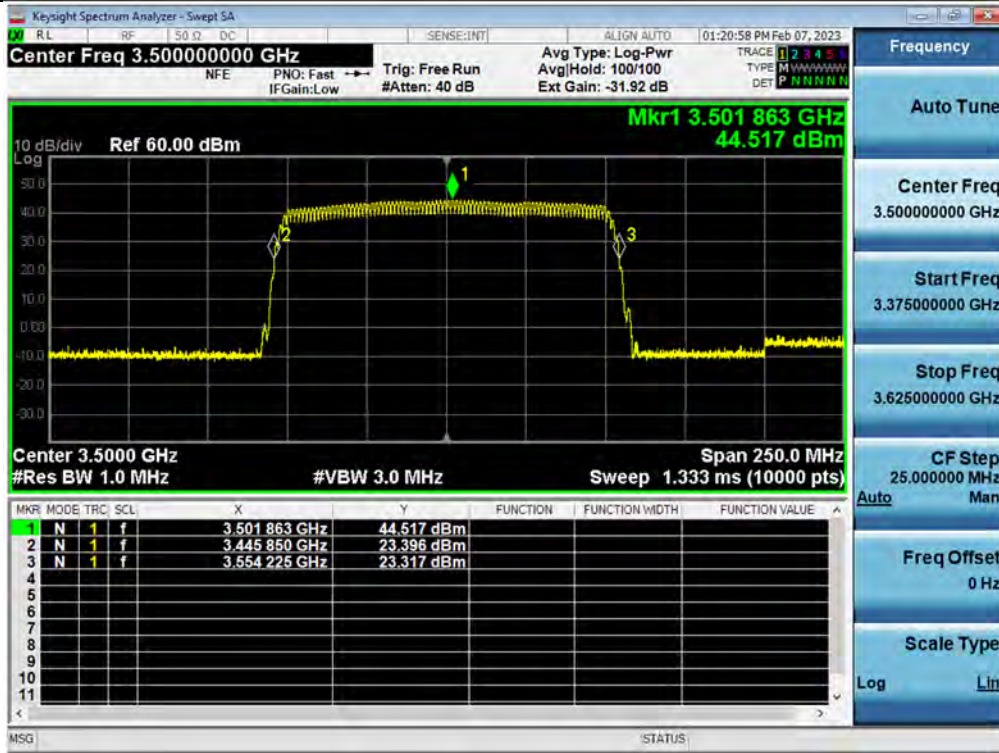 Keysight Spectrum Analyzer - Swept SA
LXI RL RF 50 Ω DC SENSE:INT ALIGN AUTO 01:20:58 PM Feb 07, 2023
Center Freq 3.500000000 GHz
NFE PNO: Fast IFGain:Low
Trig: Free Run
#Atten: 40 dB
Avg Type: Log-Pwr
Avg|Hold: 100/100
Ext Gain: -31.92 dB
TRACE 1 2 3 4 5 6
TYPE M WWWWW
DET P N N N N N
Mkr1 3.501 863 GHz
44.517 dBm
10 dB/div Ref 60.00 dBm
Log
50.0
40.0
30.0
20.0
10.0
0.00
-10.0
-20.0
-30.0
1
2
3
Center 3.5000 GHz Span 250.0 MHz
#Res BW 1.0 MHz #VBW 3.0 MHz Sweep 1.333 ms (10000 pts)
MKR MODE TRC SCL X Y FUNCTION FUNCTION WIDTH FUNCTION VALUE
1 N 1 f 3.501 863 GHz 44.517 dBm
2 N 1 f 3.445 850 GHz 23.396 dBm
3 N 1 f 3.554 225 GHz 23.317 dBm
4
5
6
7
8
9
10
11
MSG STATUS
Frequency
Auto Tune
Center Freq
3.500000000 GHz
Start Freq
3.375000000 GHz
Stop Freq
3.625000000 GHz
CF Step
25.000000 MHz
Auto Man
Freq Offset
0 Hz
Scale Type
Log Lin